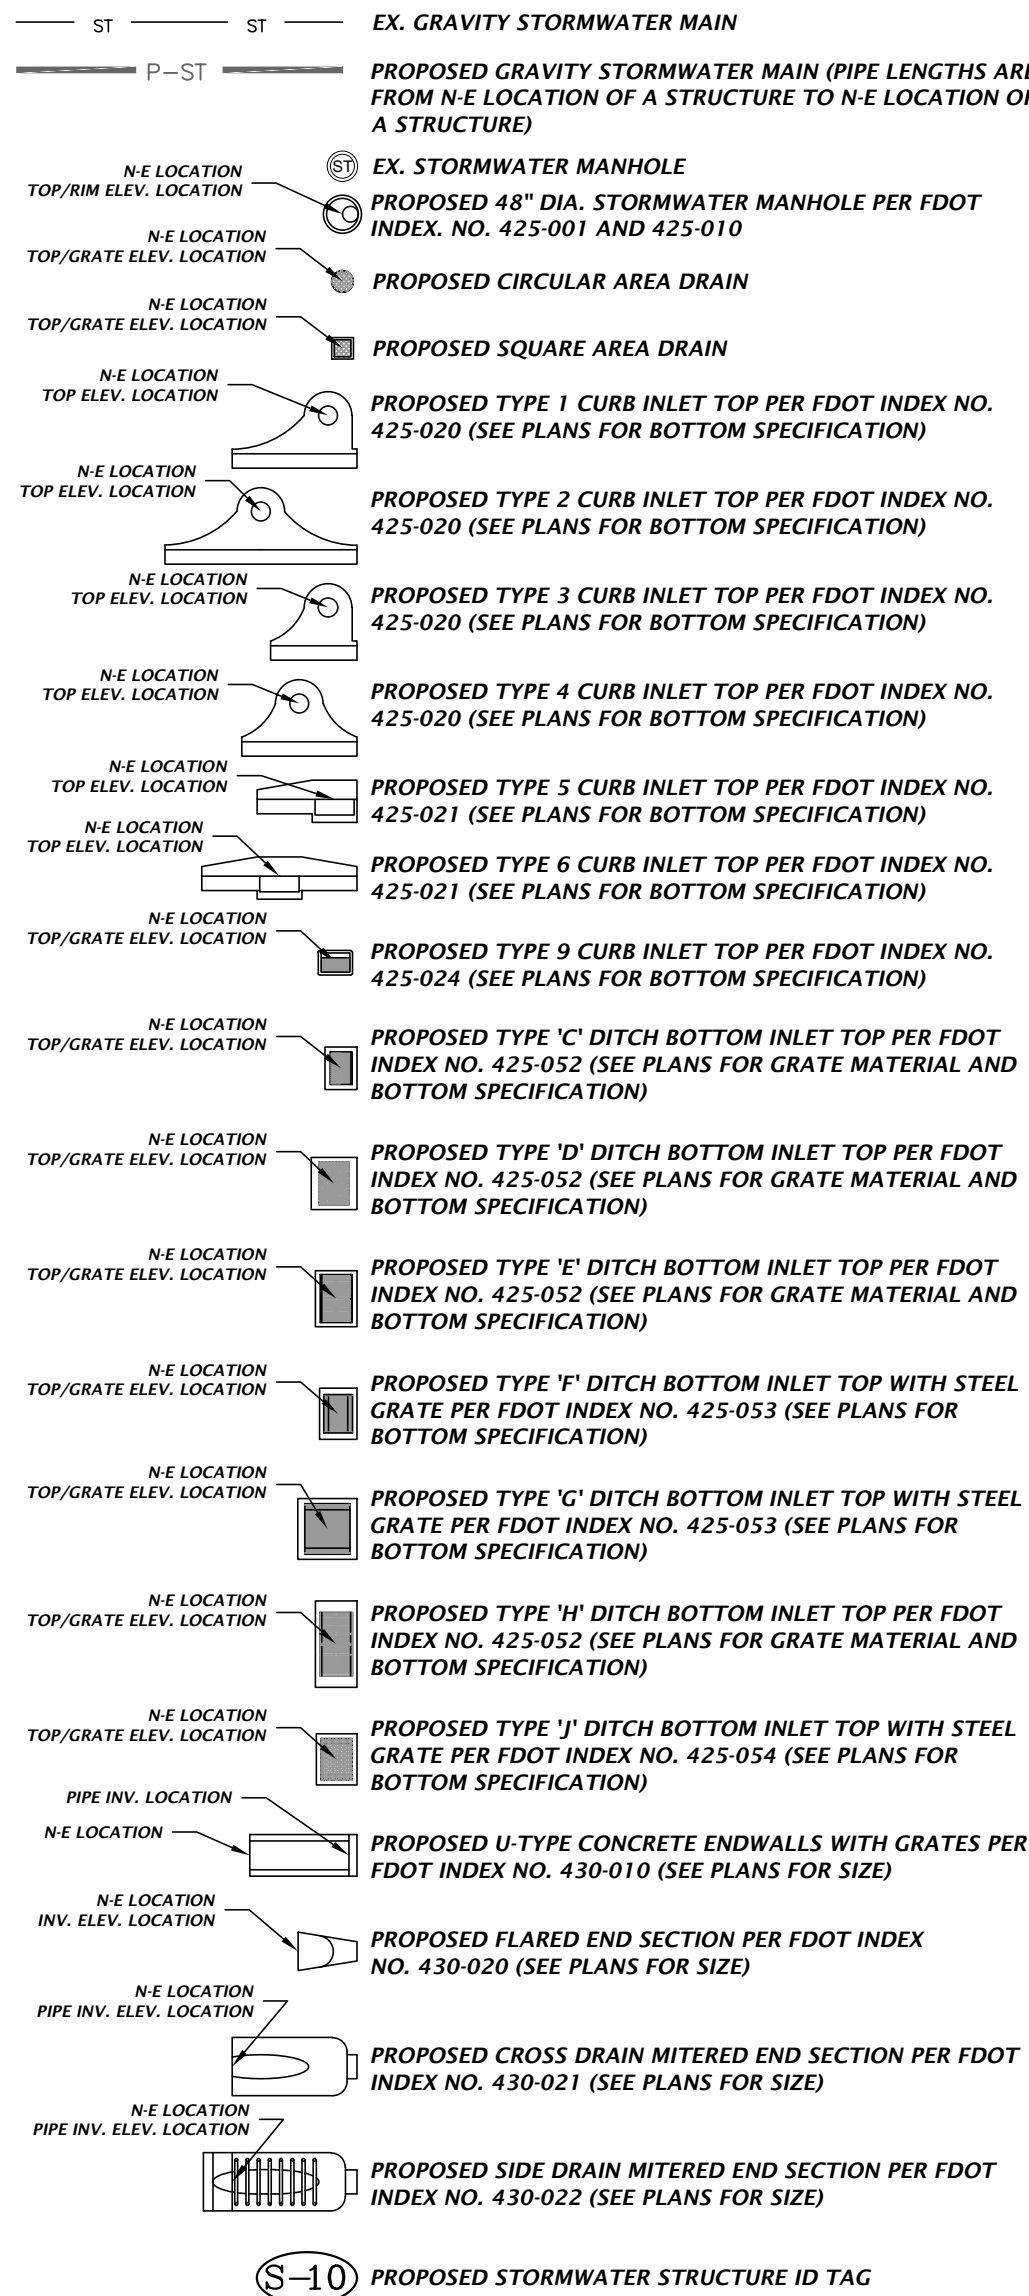 ST ST EX. GRAVITY STORMWATER MAIN
P-ST PROPOSED GRAVITY STORMWATER MAIN (PIPE LENGTHS ARE
FROM N-E LOCATION OF A STRUCTURE TO N-E LOCATION OF
A STRUCTURE)
ST EX. STORMWATER MANHOLE
N-E LOCATION
TOP/RIM ELEV. LOCATION
PROPOSED 48" DIA. STORMWATER MANHOLE PER FDOT
INDEX. NO. 425-001 AND 425-010
N-E LOCATION
TOP/GRATE ELEV. LOCATION
PROPOSED CIRCULAR AREA DRAIN
N-E LOCATION
TOP/GRATE ELEV. LOCATION
PROPOSED SQUARE AREA DRAIN
N-E LOCATION
TOP ELEV. LOCATION
PROPOSED TYPE 1 CURB INLET TOP PER FDOT INDEX NO.
425-020 (SEE PLANS FOR BOTTOM SPECIFICATION)
N-E LOCATION
TOP ELEV. LOCATION
PROPOSED TYPE 2 CURB INLET TOP PER FDOT INDEX NO.
425-020 (SEE PLANS FOR BOTTOM SPECIFICATION)
N-E LOCATION
TOP ELEV. LOCATION
PROPOSED TYPE 3 CURB INLET TOP PER FDOT INDEX NO.
425-020 (SEE PLANS FOR BOTTOM SPECIFICATION)
N-E LOCATION
TOP ELEV. LOCATION
PROPOSED TYPE 4 CURB INLET TOP PER FDOT INDEX NO.
425-020 (SEE PLANS FOR BOTTOM SPECIFICATION)
N-E LOCATION
TOP ELEV. LOCATION
PROPOSED TYPE 5 CURB INLET TOP PER FDOT INDEX NO.
425-021 (SEE PLANS FOR BOTTOM SPECIFICATION)
N-E LOCATION
TOP ELEV. LOCATION
PROPOSED TYPE 6 CURB INLET TOP PER FDOT INDEX NO.
425-021 (SEE PLANS FOR BOTTOM SPECIFICATION)
N-E LOCATION
TOP/GRATE ELEV. LOCATION
PROPOSED TYPE 9 CURB INLET TOP PER FDOT INDEX NO.
425-024 (SEE PLANS FOR BOTTOM SPECIFICATION)
N-E LOCATION
TOP/GRATE ELEV. LOCATION
PROPOSED TYPE 'C' DITCH BOTTOM INLET TOP PER FDOT
INDEX NO. 425-052 (SEE PLANS FOR GRATE MATERIAL AND
BOTTOM SPECIFICATION)
N-E LOCATION
TOP/GRATE ELEV. LOCATION
PROPOSED TYPE 'D' DITCH BOTTOM INLET TOP PER FDOT
INDEX NO. 425-052 (SEE PLANS FOR GRATE MATERIAL AND
BOTTOM SPECIFICATION)
N-E LOCATION
TOP/GRATE ELEV. LOCATION
PROPOSED TYPE 'E' DITCH BOTTOM INLET TOP PER FDOT
INDEX NO. 425-052 (SEE PLANS FOR GRATE MATERIAL AND
BOTTOM SPECIFICATION)
N-E LOCATION
TOP/GRATE ELEV. LOCATION
PROPOSED TYPE 'F' DITCH BOTTOM INLET TOP WITH STEEL
GRATE PER FDOT INDEX NO. 425-053 (SEE PLANS FOR
BOTTOM SPECIFICATION)
N-E LOCATION
TOP/GRATE ELEV. LOCATION
PROPOSED TYPE 'G' DITCH BOTTOM INLET TOP WITH STEEL
GRATE PER FDOT INDEX NO. 425-053 (SEE PLANS FOR
BOTTOM SPECIFICATION)
N-E LOCATION
TOP/GRATE ELEV. LOCATION
PROPOSED TYPE 'H' DITCH BOTTOM INLET TOP PER FDOT
INDEX NO. 425-052 (SEE PLANS FOR GRATE MATERIAL AND
BOTTOM SPECIFICATION)
N-E LOCATION
TOP/GRATE ELEV. LOCATION
PROPOSED TYPE 'J' DITCH BOTTOM INLET TOP WITH STEEL
GRATE PER FDOT INDEX NO. 425-054 (SEE PLANS FOR
BOTTOM SPECIFICATION)
PIPE INV. LOCATION
N-E LOCATION
PROPOSED U-TYPE CONCRETE ENDWALLS WITH GRATES PER
FDOT INDEX NO. 430-010 (SEE PLANS FOR SIZE)
N-E LOCATION
INV. ELEV. LOCATION
PROPOSED FLARED END SECTION PER FDOT INDEX
NO. 430-020 (SEE PLANS FOR SIZE)
N-E LOCATION
PIPE INV. ELEV. LOCATION
PROPOSED CROSS DRAIN MITERED END SECTION PER FDOT
INDEX NO. 430-021 (SEE PLANS FOR SIZE)
N-E LOCATION
PIPE INV. ELEV. LOCATION
PROPOSED SIDE DRAIN MITERED END SECTION PER FDOT
INDEX NO. 430-022 (SEE PLANS FOR SIZE)
S-10 PROPOSED STORMWATER STRUCTURE ID TAG